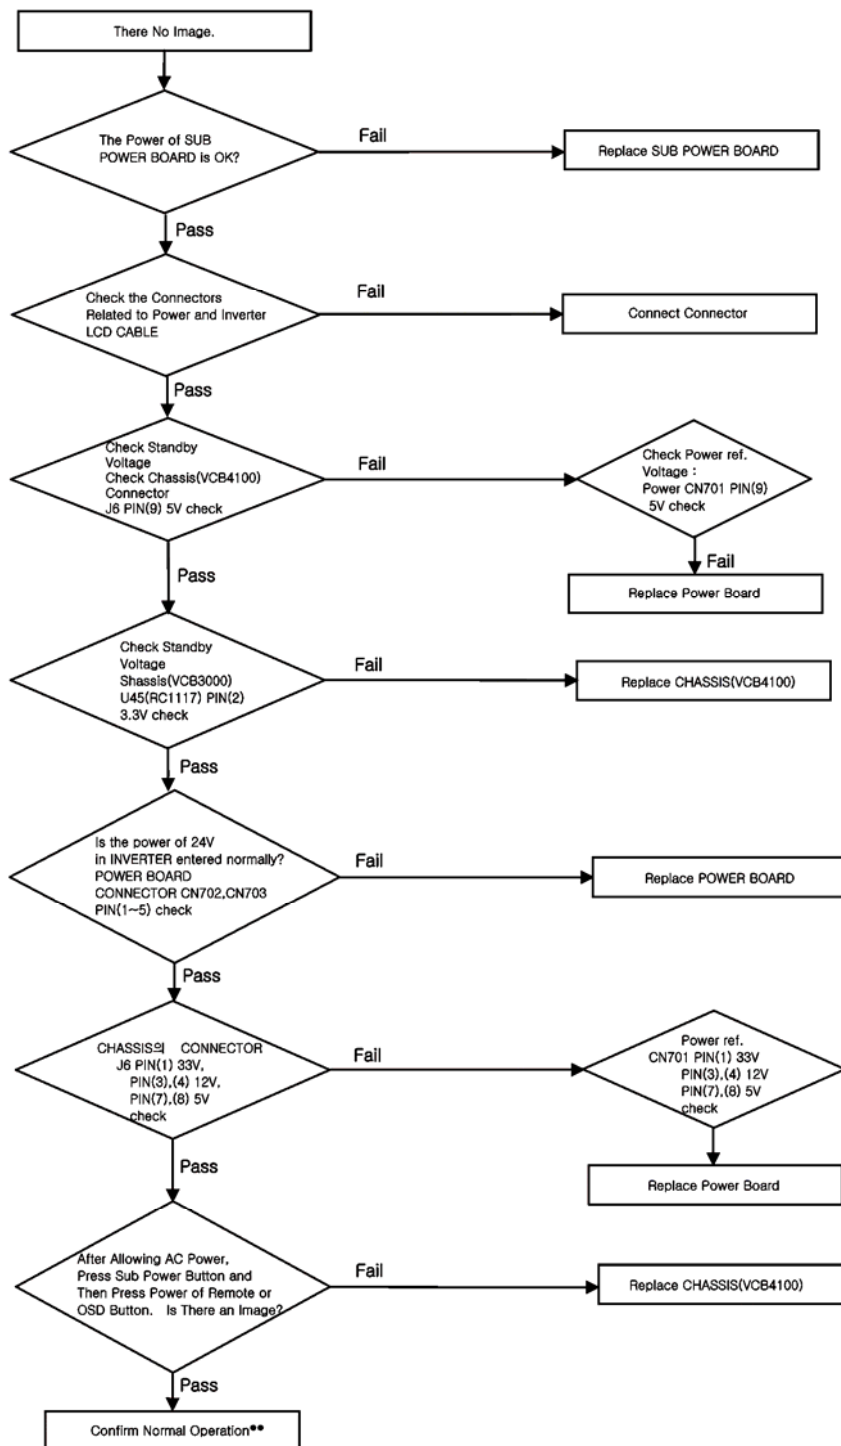 There No Image.
The Power of SUB
POWER BOARD is OK?
Fail
Replace SUB POWER BOARD
Pass
Check the Connectors
Related to Power and Inverter
LCD CABLE
Fail
Connect Connector
Pass
Check Standby
Voltage
Check Chassis(VCB4100)
Connector
J6 PIN(9) 5V check
Fail
Check Power ref.
Voltage :
Power CN701 PIN(9)
5V check
Fail
Replace Power Board
Pass
Check Standby
Voltage
Shassis(VCB3000)
U45(RC1117) PIN(2)
3.3V check
Fail
Replace CHASSIS(VCB4100)
Pass
Is the power of 24V
in INVERTER entered normally?
POWER BOARD
CONNECTOR CN702,CN703
PIN(1~5) check
Fail
Replace POWER BOARD
Pass
CHASSIS의 CONNECTOR
J6 PIN(1) 33V,
PIN(3),(4) 12V,
PIN(7),(8) 5V
check
Fail
Power ref.
CN701 PIN(1) 33V
PIN(3),(4) 12V
PIN(7),(8) 5V
check
Replace Power Board
Pass
After Allowing AC Power,
Press Sub Power Button and
Then Press Power of Remote or
OSD Button. Is There an Image?
Fail
Replace CHASSIS(VCB4100)
Pass
Confirm Normal Operation●●